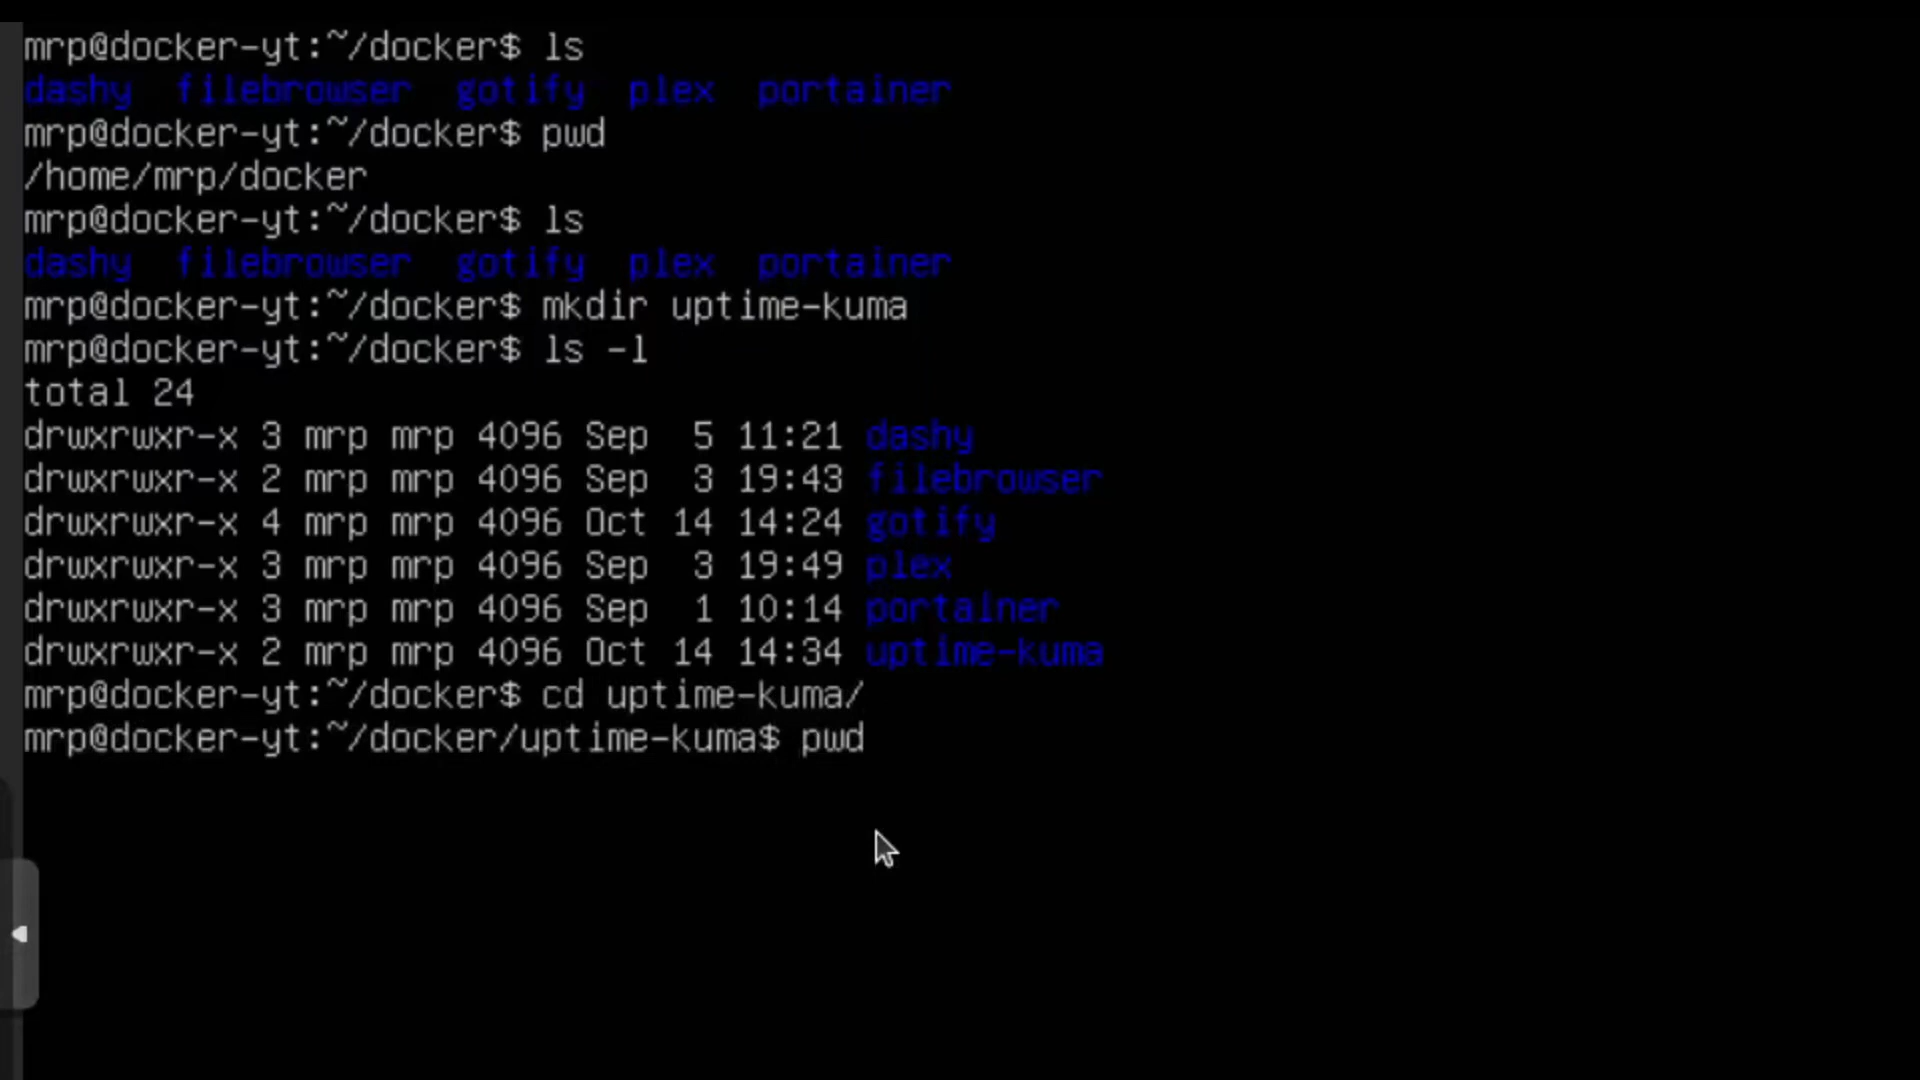 mrp@docker-yt:~/docker$ ls
dashy  filebrowser  gotify  plex  portainer
mrp@docker-yt:~/docker$ pwd
/home/mrp/docker
mrp@docker-yt:~/docker$ ls
dashy  filebrowser  gotify  plex  portainer
mrp@docker-yt:~/docker$ mkdir uptime-kuma
mrp@docker-yt:~/docker$ ls -l
total 24
drwxrwxr-x 3 mrp mrp 4096 Sep  5 11:21 dashy
drwxrwxr-x 2 mrp mrp 4096 Sep  3 19:43 filebrowser
drwxrwxr-x 4 mrp mrp 4096 Oct 14 14:24 gotify
drwxrwxr-x 3 mrp mrp 4096 Sep  3 19:49 plex
drwxrwxr-x 3 mrp mrp 4096 Sep  1 10:14 portainer
drwxrwxr-x 2 mrp mrp 4096 Oct 14 14:34 uptime-kuma
mrp@docker-yt:~/docker$ cd uptime-kuma/
mrp@docker-yt:~/docker/uptime-kuma$ pwd